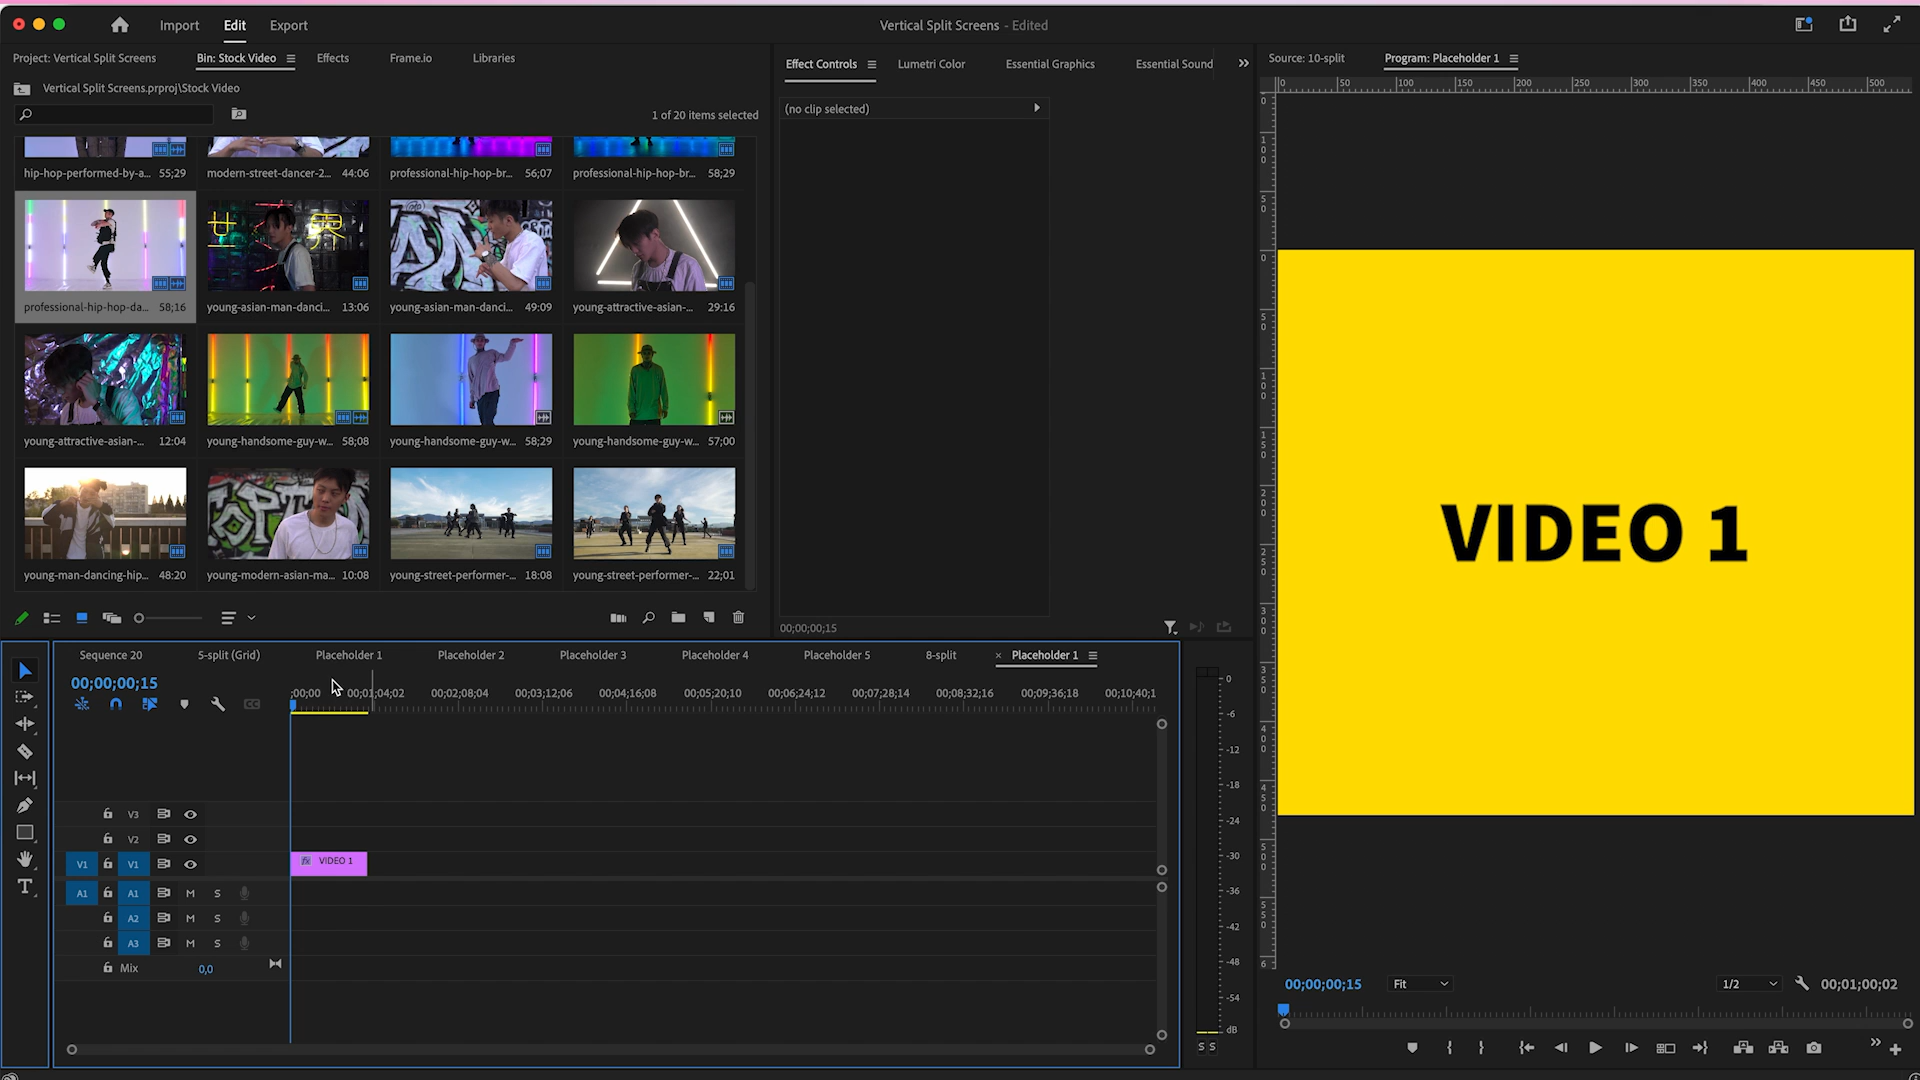 Import Edit Export
Vertical Split Screens - Edited
Project: Vertical Split Screens Bin: Stock Video Effects Frame.io Libraries
Vertical Split Screens.prproj\Stock Video
1 of 20 items selected
hip-hop-performed-by-a... 55;29 modern-street-dancer-2... 44:06 professional-hip-hop-br... 56;07 professional-hip-hop-br... 58;29
professional-hip-hop-da... 58;16 young-asian-man-danci... 13:06 young-asian-man-danci... 49:09 young-attractive-asian-... 29:16
young-attractive-asian-... 12:04 young-handsome-guy-w... 58;08 young-handsome-guy-w... 58;29 young-handsome-guy-w... 57;00
young-man-dancing-hip... 48:20 young-modern-asian-ma... 10:08 young-street-performer-... 18:08 young-street-performer-... 22;01
Effect Controls Lumetri Color Essential Graphics Essential Sound
(no clip selected)
00;00;00;15
Source: 10-split Program: Placeholder 1
0 50 100 150 200 250 300 350 400 450 500
VIDEO 1
00;00;00;15 Fit 1/2 00;01;00;02
Sequence 20 5-split (Grid) Placeholder 1 Placeholder 2 Placeholder 3 Placeholder 4 Placeholder 5 8-split × Placeholder 1
00;00;00;15
;00;00 00;01;04;02 00;02;08;04 00;03;12;06 00;04;16;08 00;05;20;10 00;06;24;12 00;07;28;14 00;08;32;16 00;09;36;18 00;10;40;1
V3
V2
V1 V1 fx VIDEO 1
A1 A1 M S
A2 M S
A3 M S
Mix 0,0
0
-6
-12
-18
-24
-30
-36
-42
-48
-54
dB
S S